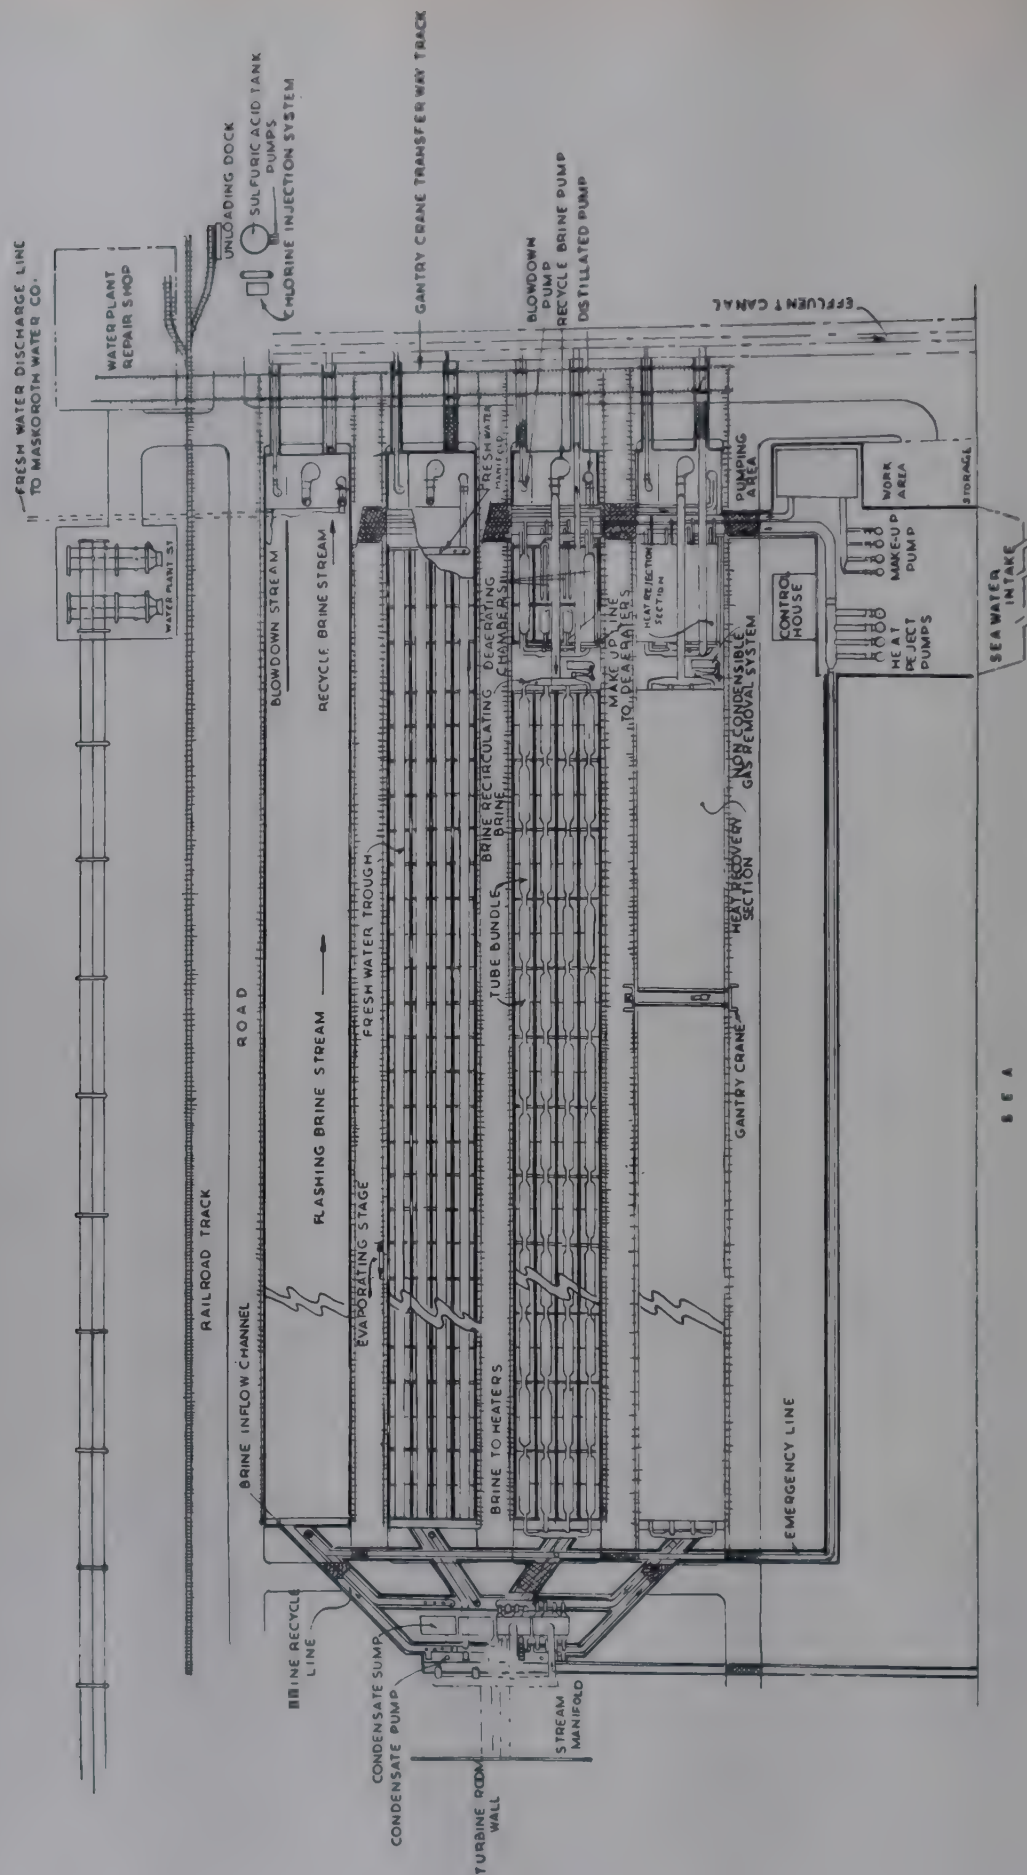 FRESH WATER DISCHARGE LINE
TO MASKOROTH WATER CO.
WATERPLANT
REPAIR SHOP
UNLOADING DOCK
SULFURIC ACID TANK
PUMPS
CHLORINE INJECTION SYSTEM
GANTRY CRANE TRANSFER WAY TRACK
BLOWDOWN
PUMP
RECYCLE BRINE PUMP
DISTILLATED PUMP
EFFLUENT CANAL
WATER PLANT ST
RAILROAD TRACK
ROAD
BLOWDOWN STREAM
RECYCLE BRINE STREAM
FLASHING BRINE STREAM
FRESH WATER
MANIFOLD
FRESH WATER TROUGH
EVAPORATING STAGE
DEAERATING
CHAMBERS
BRINE RECIRCULATING
BRINE
TUBE BUNDLE
BRINE TO HEATERS
MAKE UP LINE
TO DEAERATERS
HEAT REJECTION
SECTION
NON CONDENSIBLE
GAS REMOVAL SYSTEM
HEAT RECOVERY
SECTION
GANTRY CRANE
PUMPING
AREA
WORK
AREA
STORAGE
CONTROL
HOUSE
MAKE-UP
PUMP
HEAT
REJECT
PUMPS
SEA WATER
INTAKE
SEA
EMERGENCY LINE
BRINE INFLOW CHANNEL
BRINE RECYCLE
LINE
CONDENSATE SUMP
CONDENSATE PUMP
STREAM
MANIFOLD
TURBINE ROOM
WALL